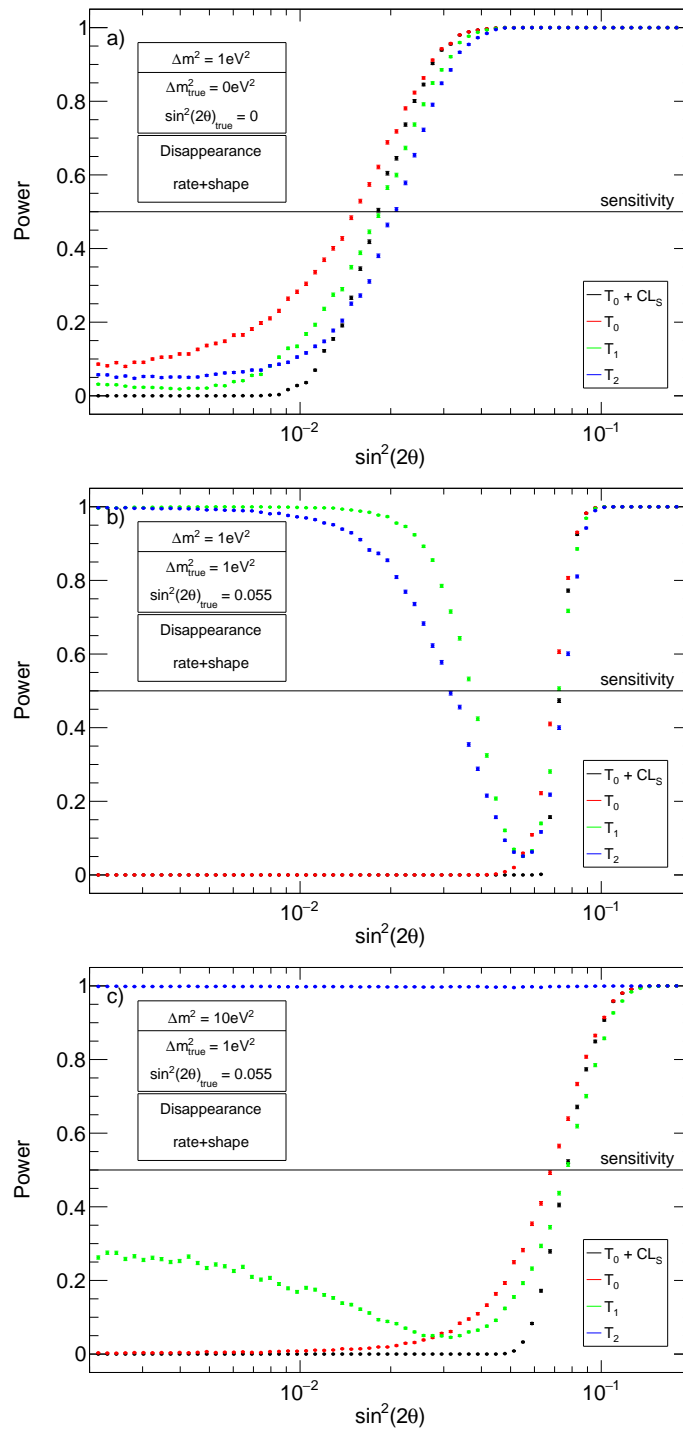 a)
Δm² = 1eV²
Δm²true = 0eV²
sin²(2θ)true = 0
Disappearance
rate+shape
sensitivity
Power
1
0.8
0.6
0.4
0.2
0
T₀ + CLS
T₀
T₁
T₂
10⁻² 10⁻¹
sin²(2θ)
b)
Δm² = 1eV²
Δm²true = 1eV²
sin²(2θ)true = 0.055
Disappearance
rate+shape
sensitivity
Power
1
0.8
0.6
0.4
0.2
0
T₀ + CLS
T₀
T₁
T₂
10⁻² 10⁻¹
sin²(2θ)
c)
Δm² = 10eV²
Δm²true = 1eV²
sin²(2θ)true = 0.055
Disappearance
rate+shape
sensitivity
Power
1
0.8
0.6
0.4
0.2
0
T₀ + CLS
T₀
T₁
T₂
10⁻² 10⁻¹
sin²(2θ)